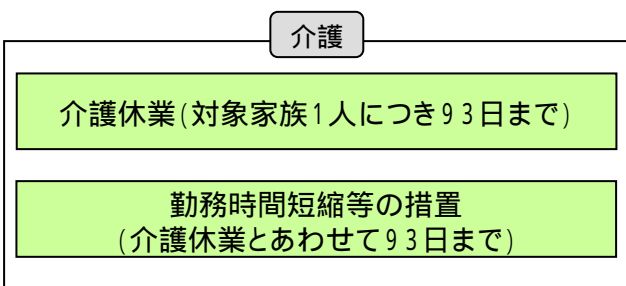 介護
介護休業(対象家族1人につき93日まで)
勤務時間短縮等の措置
(介護休業とあわせて93日まで)